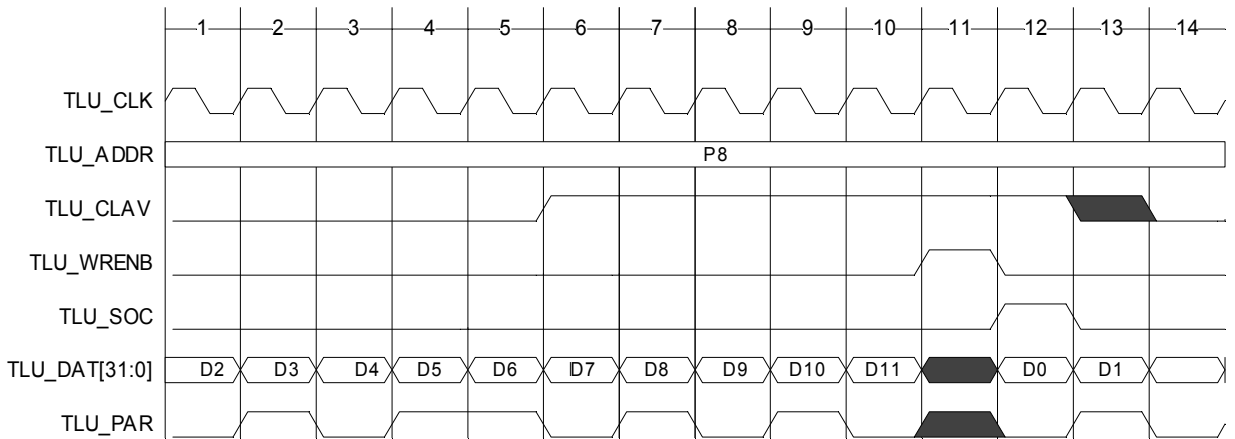 1 2 3 4 5 6 7 8 9 10 11 12 13 14
TLU_CLK
TLU_ADDR P8
TLU_CLAV
TLU_WRENB
TLU_SOC
TLU_DAT[31:0] D2 D3 D4 D5 D6 D7 D8 D9 D10 D11 D0 D1
TLU_PAR